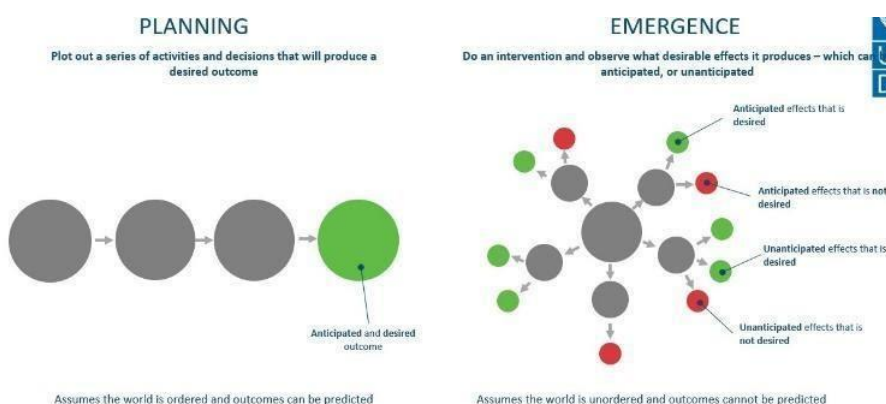 PLANNING
Plot out a series of activities and decisions that will produce a
desired outcome
Anticipated and desired
outcome
Assumes the world is ordered and outcomes can be predicted
EMERGENCE
Do an intervention and observe what desirable effects it produces – which can
anticipated, or unanticipated
Anticipated effects that is
desired
Anticipated effects that is not
desired
Unanticipated effects that is
desired
Unanticipated effects that is
not desired
Assumes the world is unordered and outcomes cannot be predicted